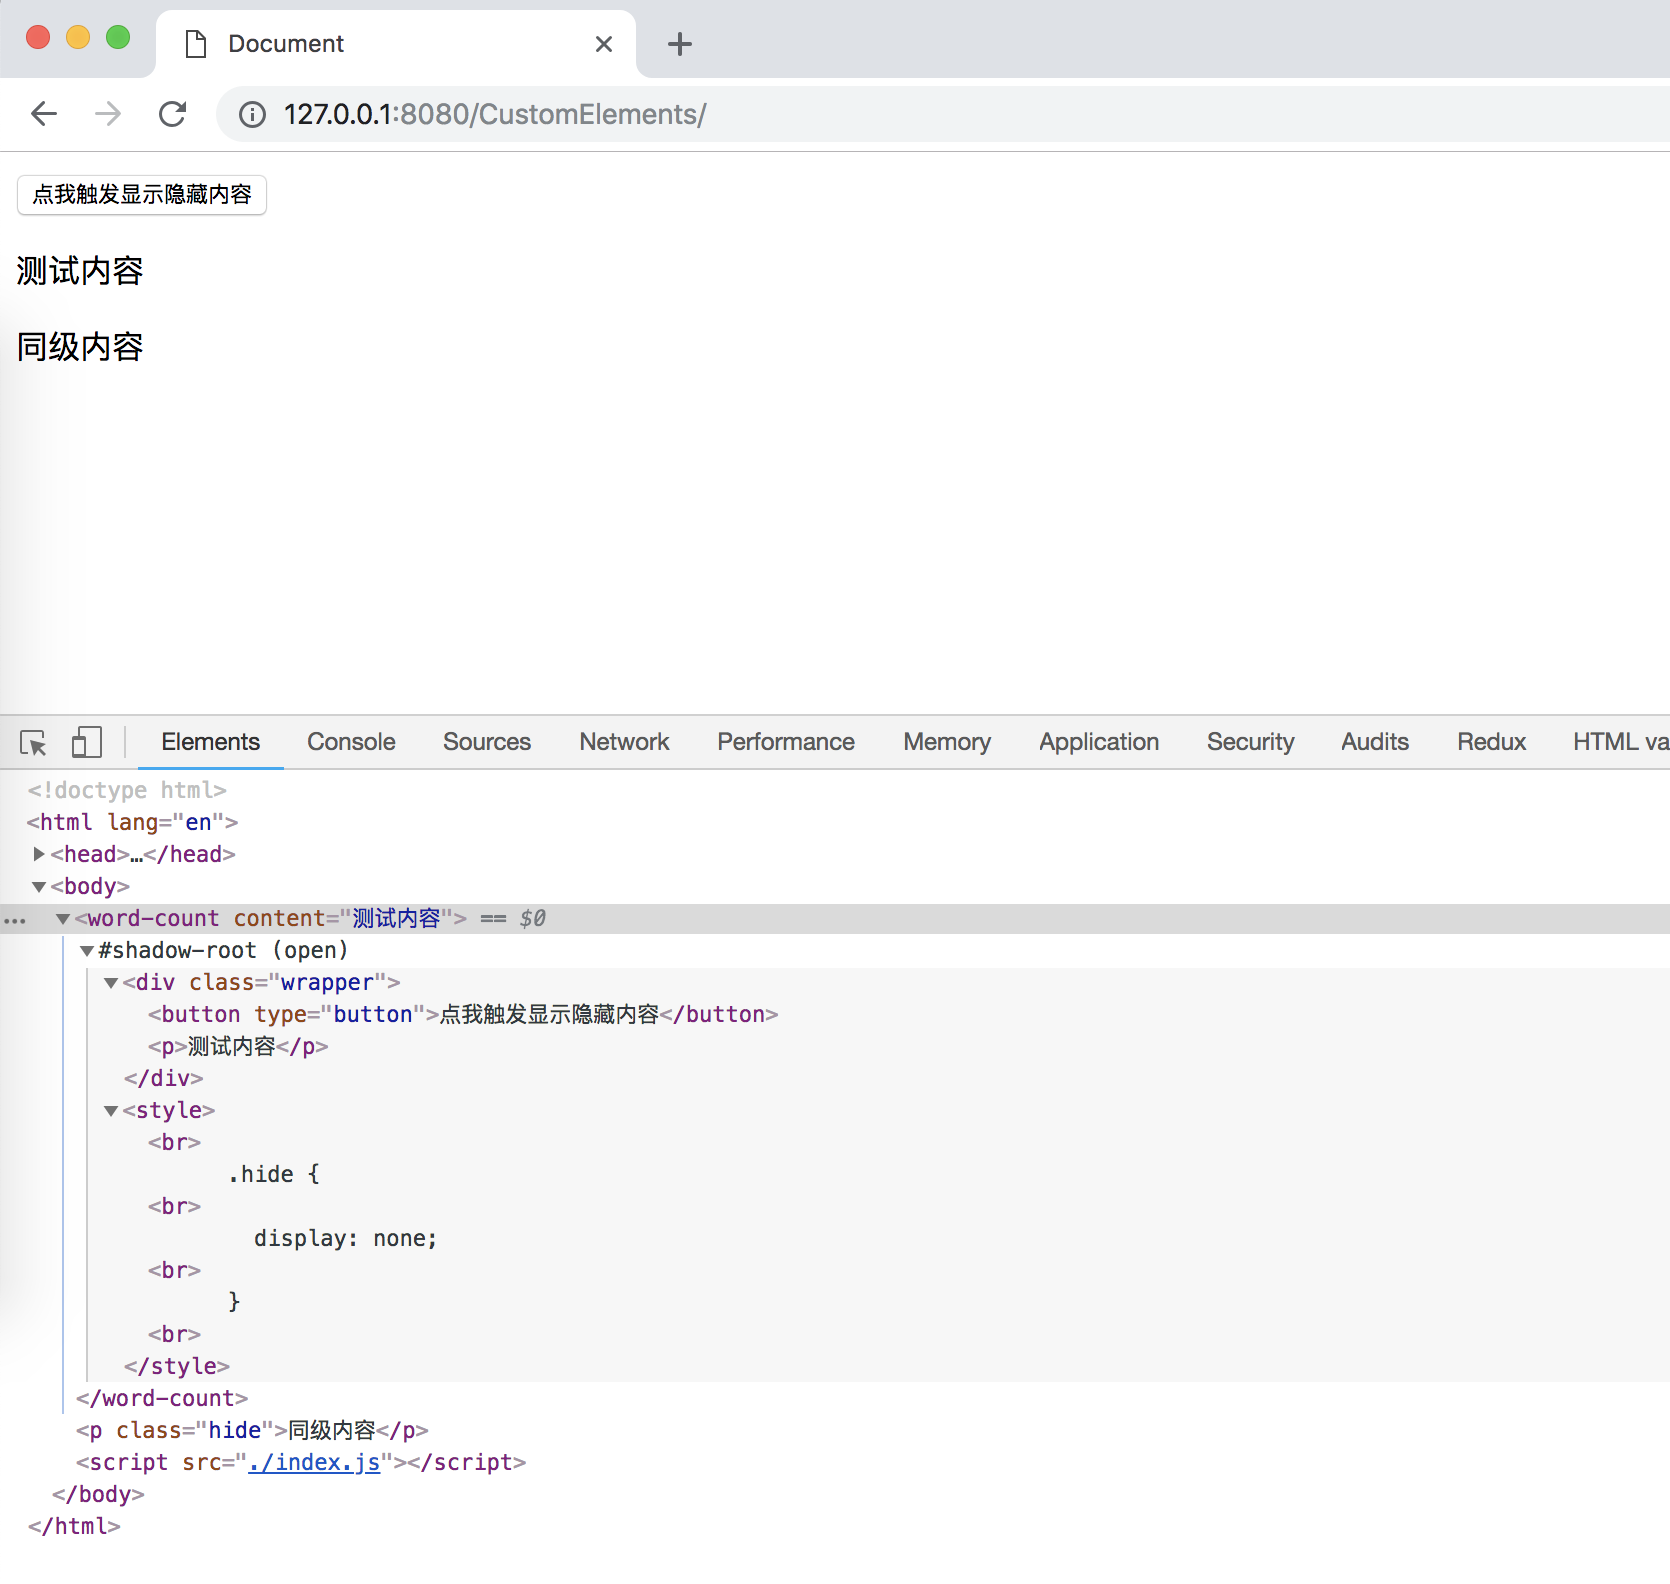 Document
127.0.0.1:8080/CustomElements/
点我触发显示隐藏内容
测试内容
同级内容
Elements Console Sources Network Performance Memory Application Security Audits Redux HTML va
<!doctype html>
<html lang="en">
<head>…</head>
<body>
<word-count content="测试内容"> == $0
#shadow-root (open)
<div class="wrapper">
<button type="button">点我触发显示隐藏内容</button>
<p>测试内容</p>
</div>
<style>
<br>
.hide {
<br>
display: none;
<br>
}
<br>
</style>
</word-count>
<p class="hide">同级内容</p>
<script src="./index.js"></script>
</body>
</html>